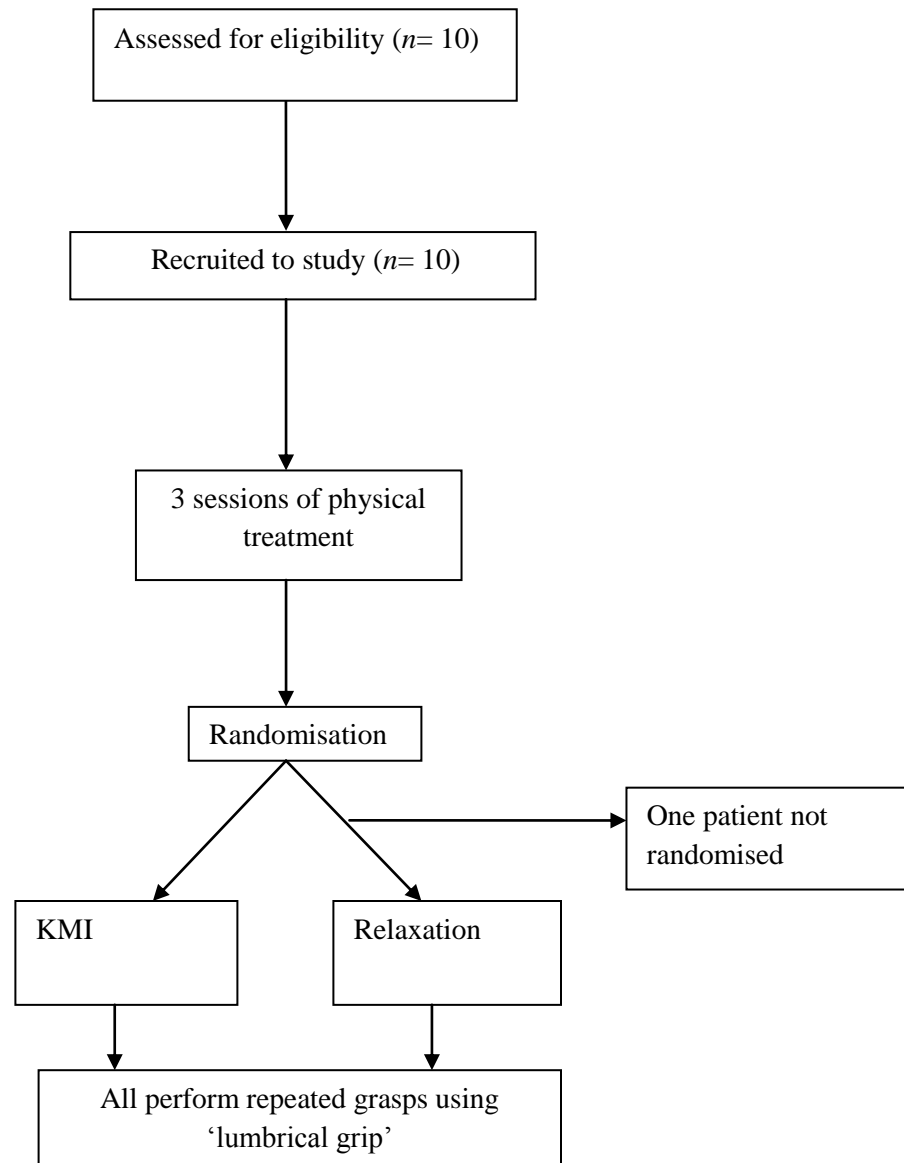 Assessed for eligibility (n= 10)
Recruited to study (n= 10)
3 sessions of physical
treatment
Randomisation
One patient not
randomised
KMI
Relaxation
All perform repeated grasps using
‘lumbrical grip’